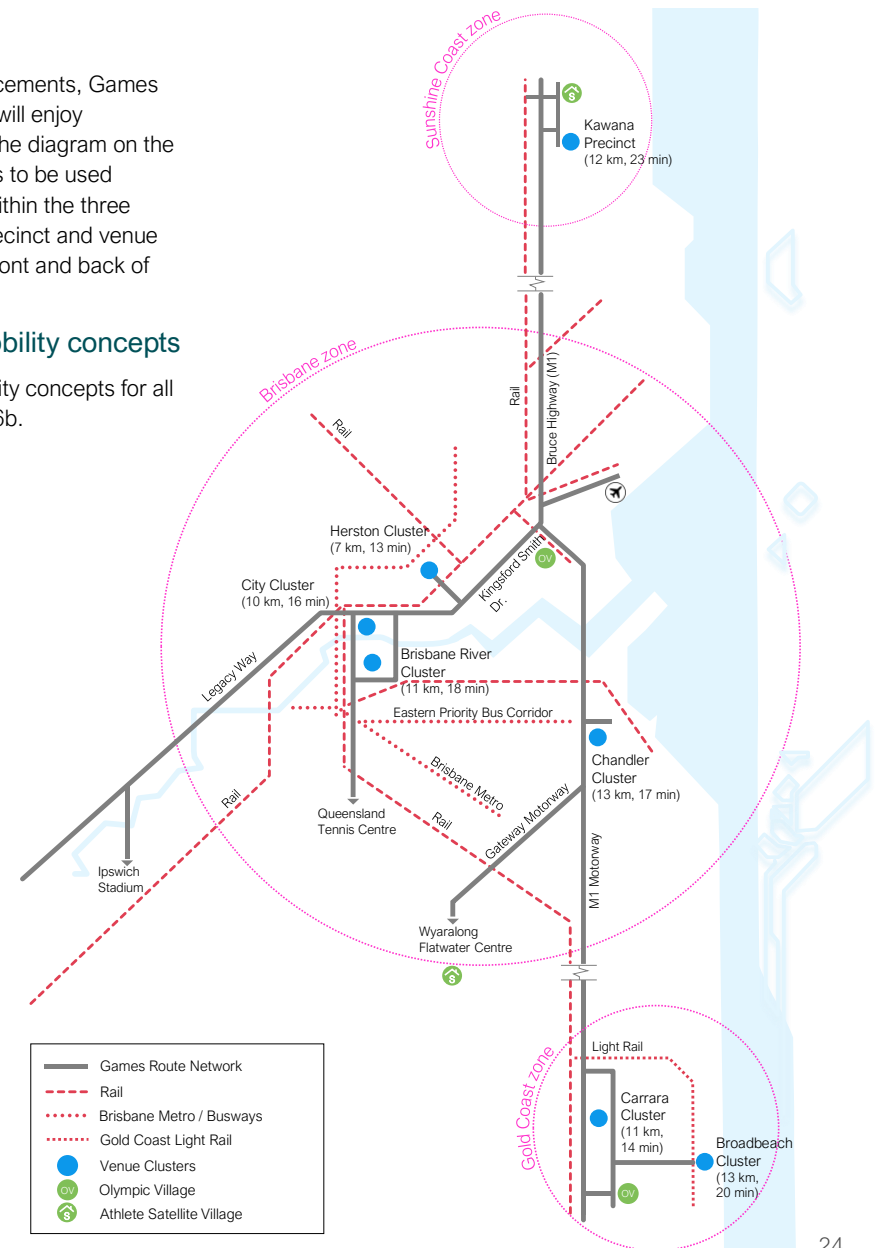 cements, Games
will enjoy
he diagram on the
s to be used
ithin the three
ecinct and venue
ont and back of
obility concepts
ity concepts for all
6b.
Sunshine Coast zone
Kawana
Precinct
(12 km, 23 min)
Brisbane zone
Rail
Bruce Highway (M1)
Rail
Herston Cluster
(7 km, 13 min)
Kingsford Smith
Dr.
OV
City Cluster
(10 km, 16 min)
Legacy Way
Brisbane River
Cluster
(11 km, 18 min)
Eastern Priority Bus Corridor
Chandler
Cluster
(13 km, 17 min)
Brisbane Metro
Rail
Rail
Queensland
Tennis Centre
Gateway Motorway
M1 Motorway
Ipswich
Stadium
Wyaralong
Flatwater Centre
S
Gold Coast zone
Light Rail
Carrara
Cluster
(11 km,
14 min)
Broadbeach
Cluster
(13 km,
20 min)
OV
Games Route Network
Rail
Brisbane Metro / Busways
Gold Coast Light Rail
Venue Clusters
OV Olympic Village
S Athlete Satellite Village
24